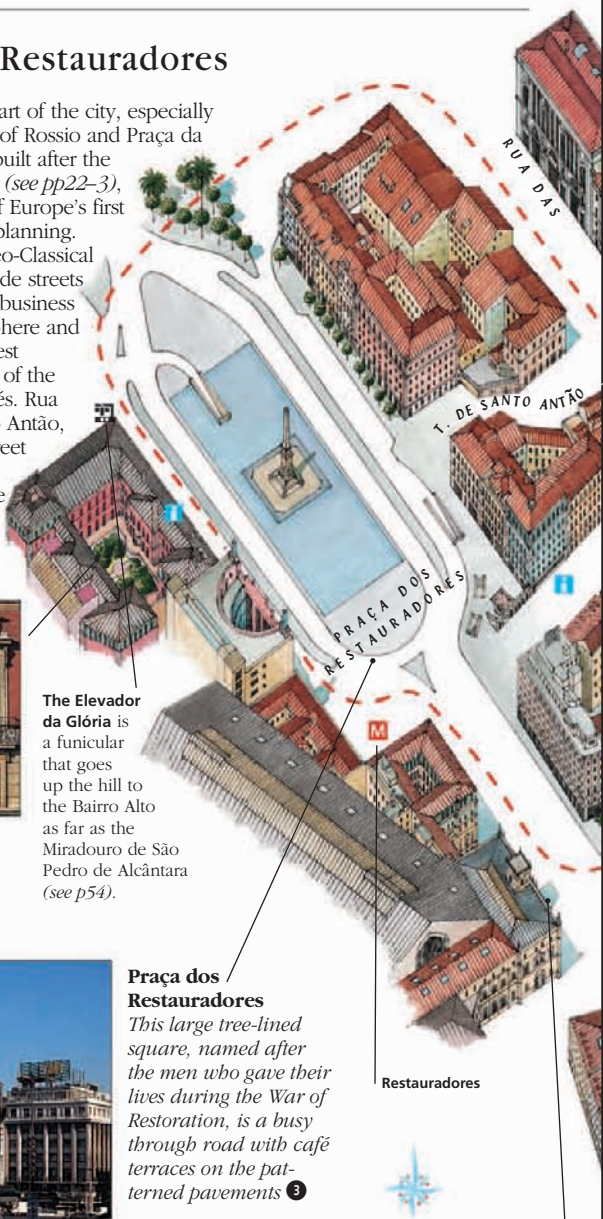 Restauradores
art of the city, especially
of Rossio and Praça da
built after the
(see pp22–3),
f Europe's first
planning.
eo-Classical
de streets
business
phere and
est
of the
és. Rua
Antão,
reet
e
RUA DAS
T. DE SANTO ANTÃO
PRAÇA DOS
RESTAURADORES
i
i
M
The Elevador
da Glória is
a funicular
that goes
up the hill to
the Bairro Alto
as far as the
Miradouro de São
Pedro de Alcântara
(see p54).
Praça dos
Restauradores
This large tree-lined
square, named after
the men who gave their
lives during the War of
Restoration, is a busy
through road with café
terraces on the pat-
terned pavements 3
Restauradores